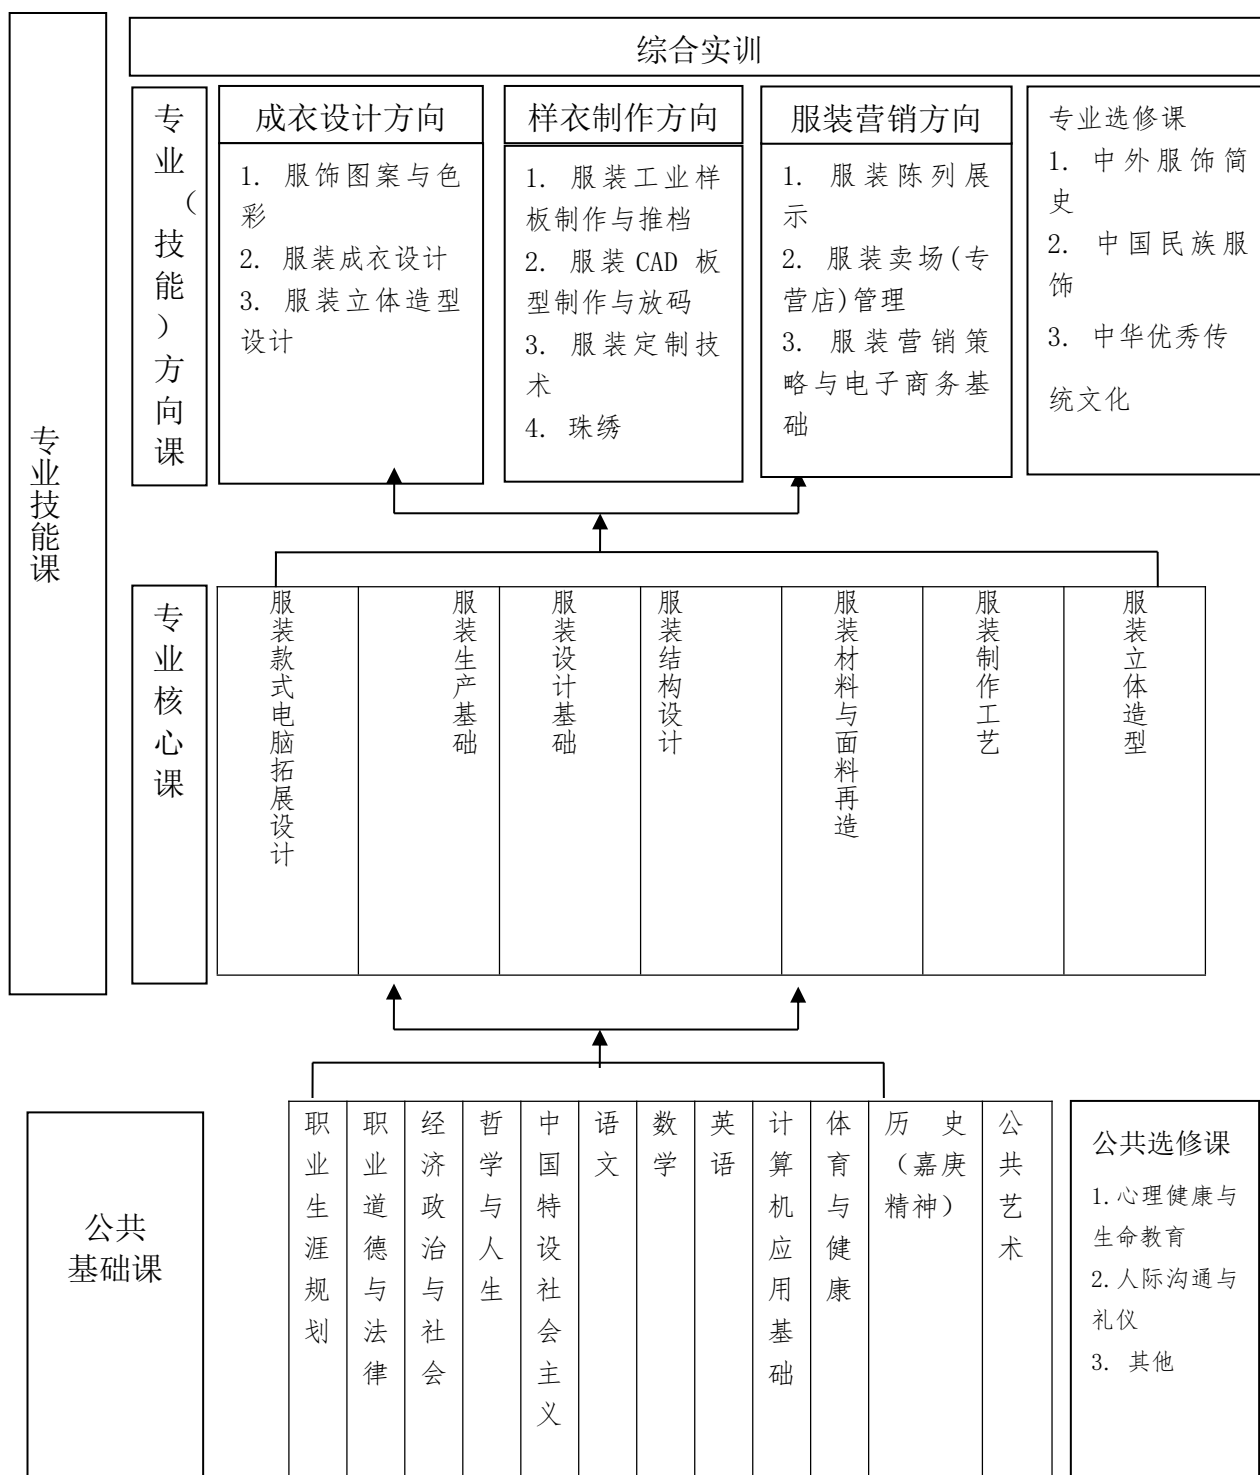 综合实训
专业技能课
专业（技能）方向课
成衣设计方向
1. 服饰图案与色
彩
2. 服装成衣设计
3. 服装立体造型
设计
样衣制作方向
1. 服装工业样
板制作与推档
2. 服装CAD 板
型制作与放码
3. 服装定制技
术
4. 珠绣
服装营销方向
1. 服装陈列展
示
2. 服装卖场(专
营店)管理
3. 服装营销策
略与电子商务基
础
专业选修课
1. 中外服饰简
史
2. 中国民族服
饰
3. 中华优秀传
统文化
专业核心课
服装款式电脑拓展设计
服装生产基础
服装设计基础
服装结构设计
服装材料与面料再造
服装制作工艺
服装立体造型
公共
基础课
职业生涯规划
职业道德与法律
经济政治与社会
哲学与人生
中国特设社会主义
语文
数学
英语
计算机应用基础
体育与健康
历 史
（嘉庚
精神）
公共艺术
公共选修课
1.心理健康与
生命教育
2.人际沟通与
礼仪
3. 其他